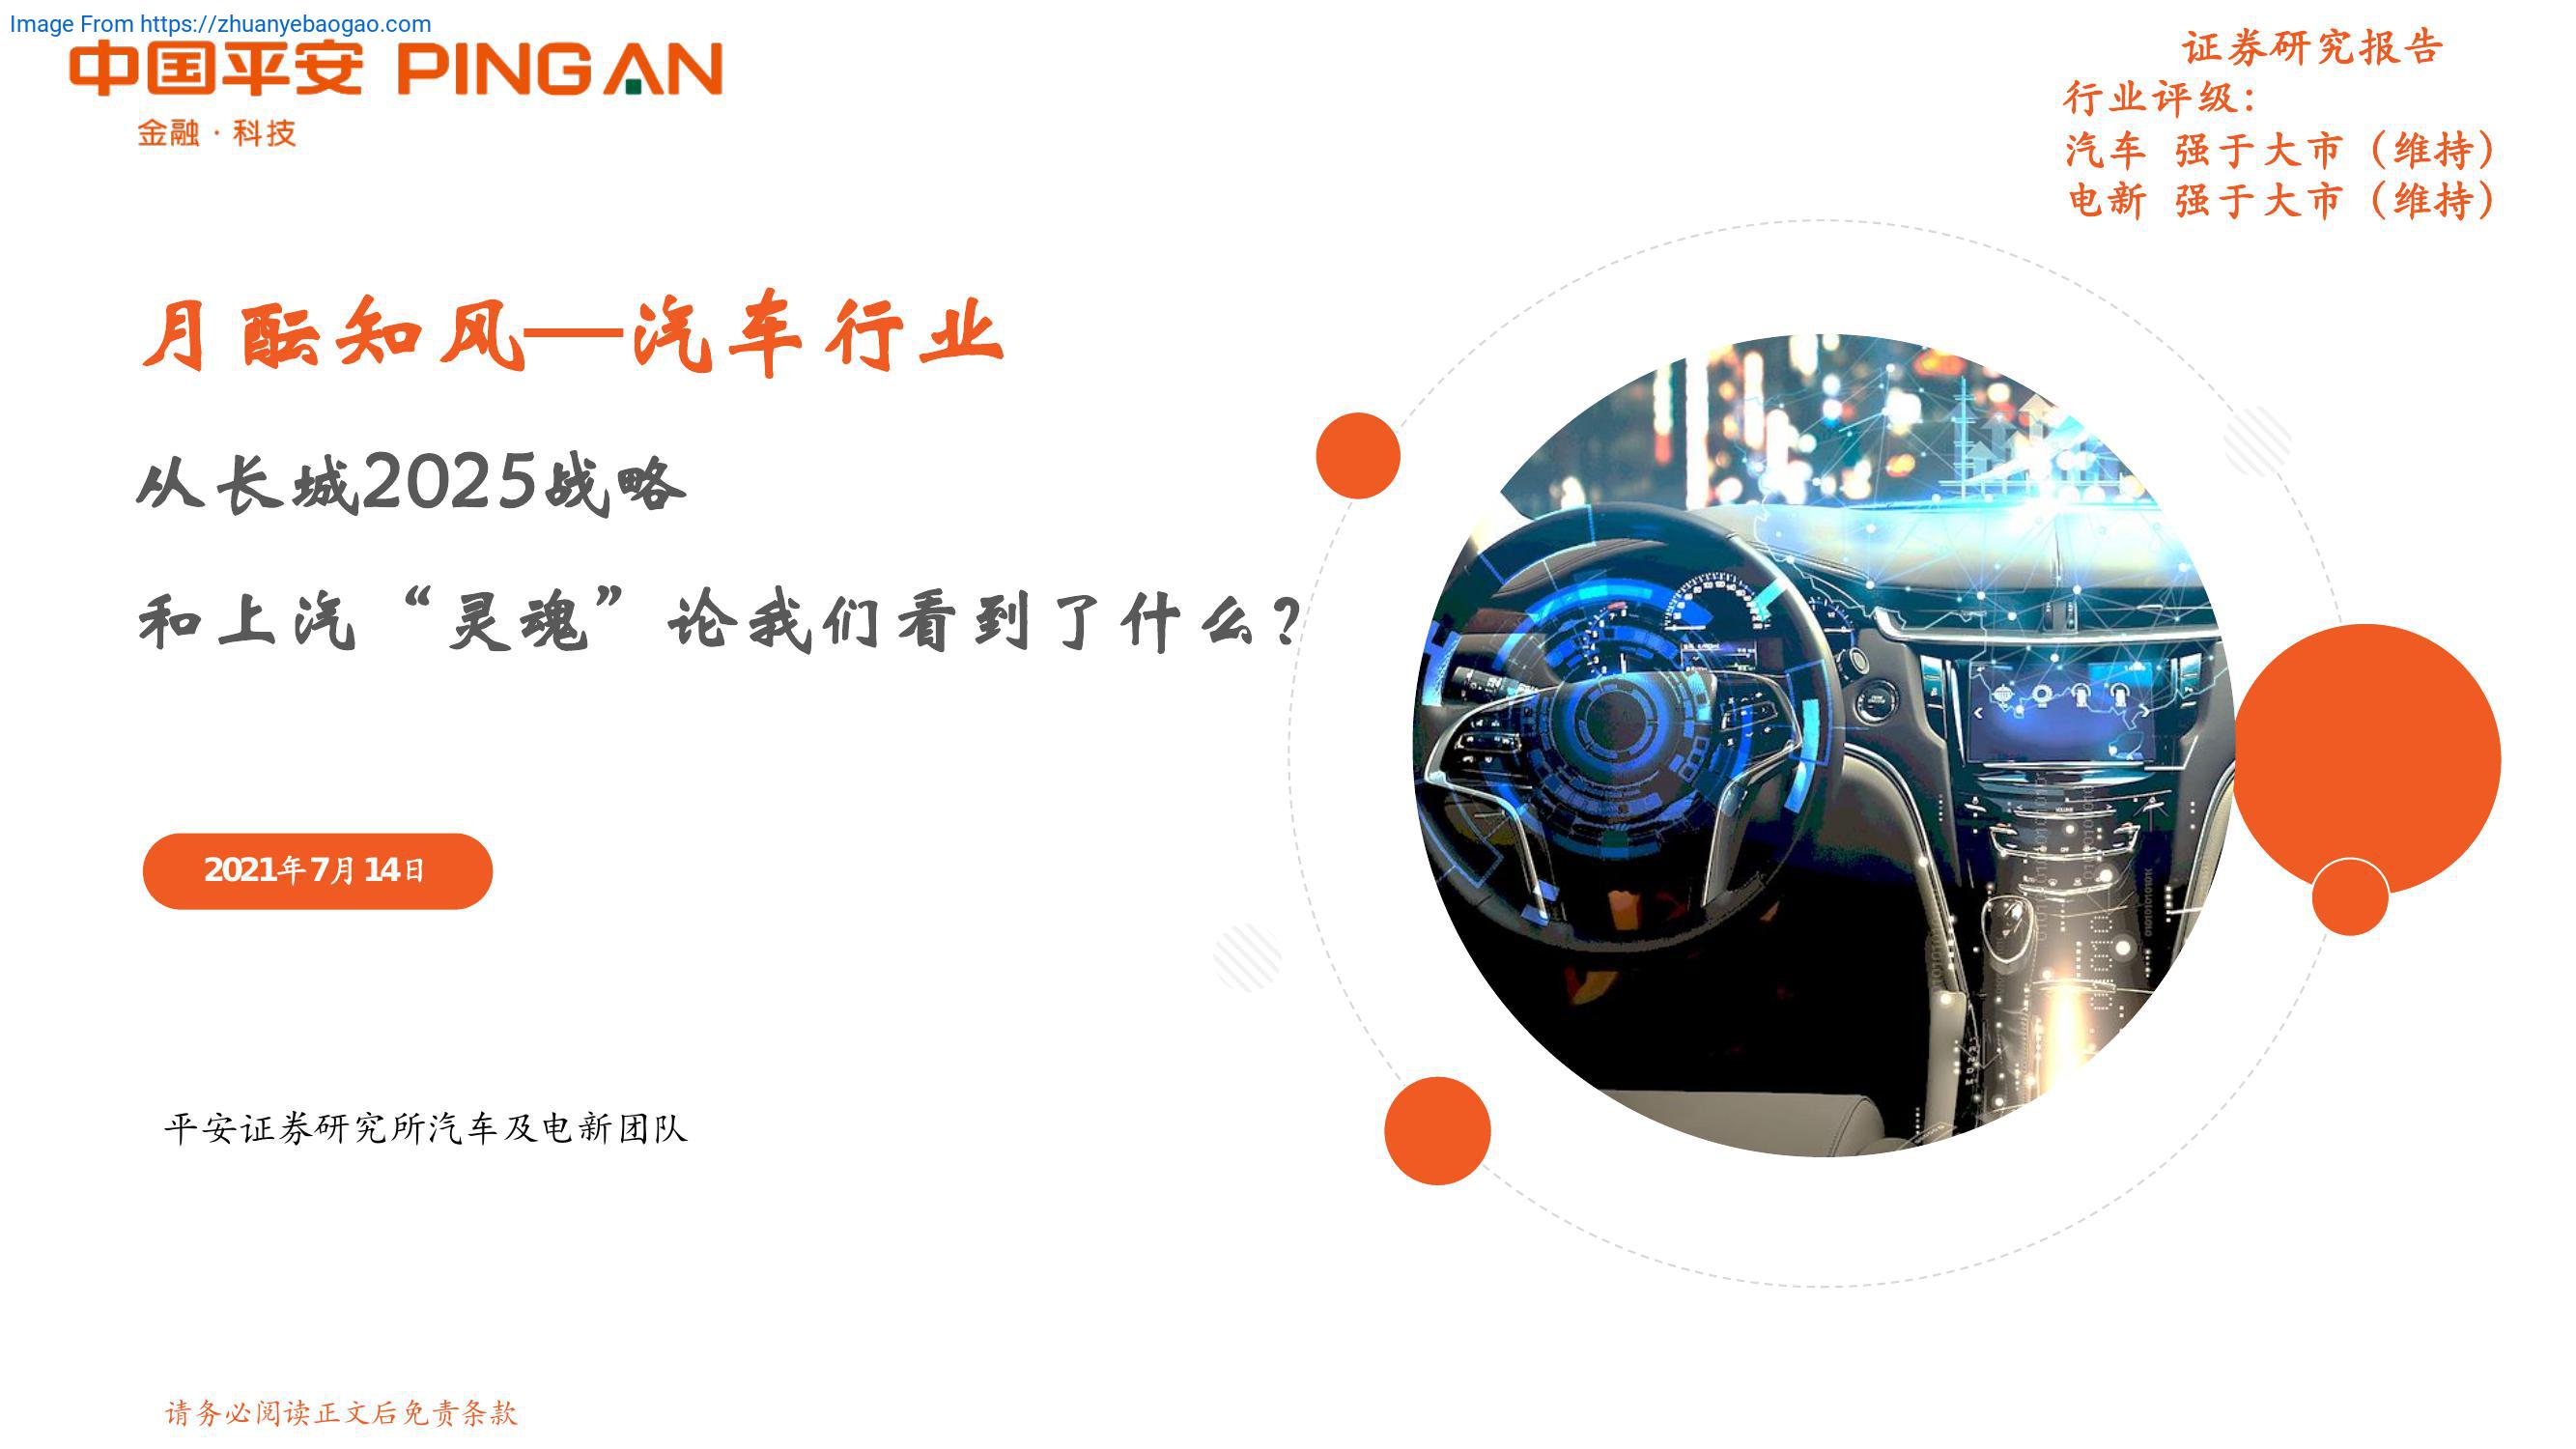 Image From https://zhuanyebaogao.com
中国平安 PINGAN
金融·科技
证券研究报告
行业评级：
汽车 强于大市（维持）
电新 强于大市（维持）
月酝知风—汽车行业
从长城2025战略
和上汽“灵魂”论我们看到了什么？
2021年7月14日
平安证券研究所汽车及电新团队
请务必阅读正文后免责条款